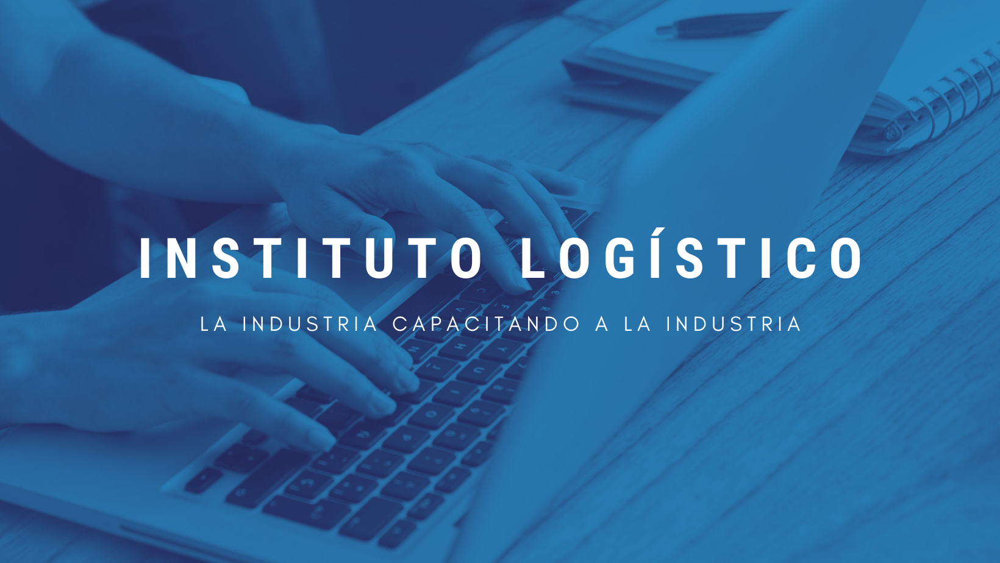 INSTITUTO LOGÍSTICO
LA INDUSTRIA CAPACITANDO A LA INDUSTRIA